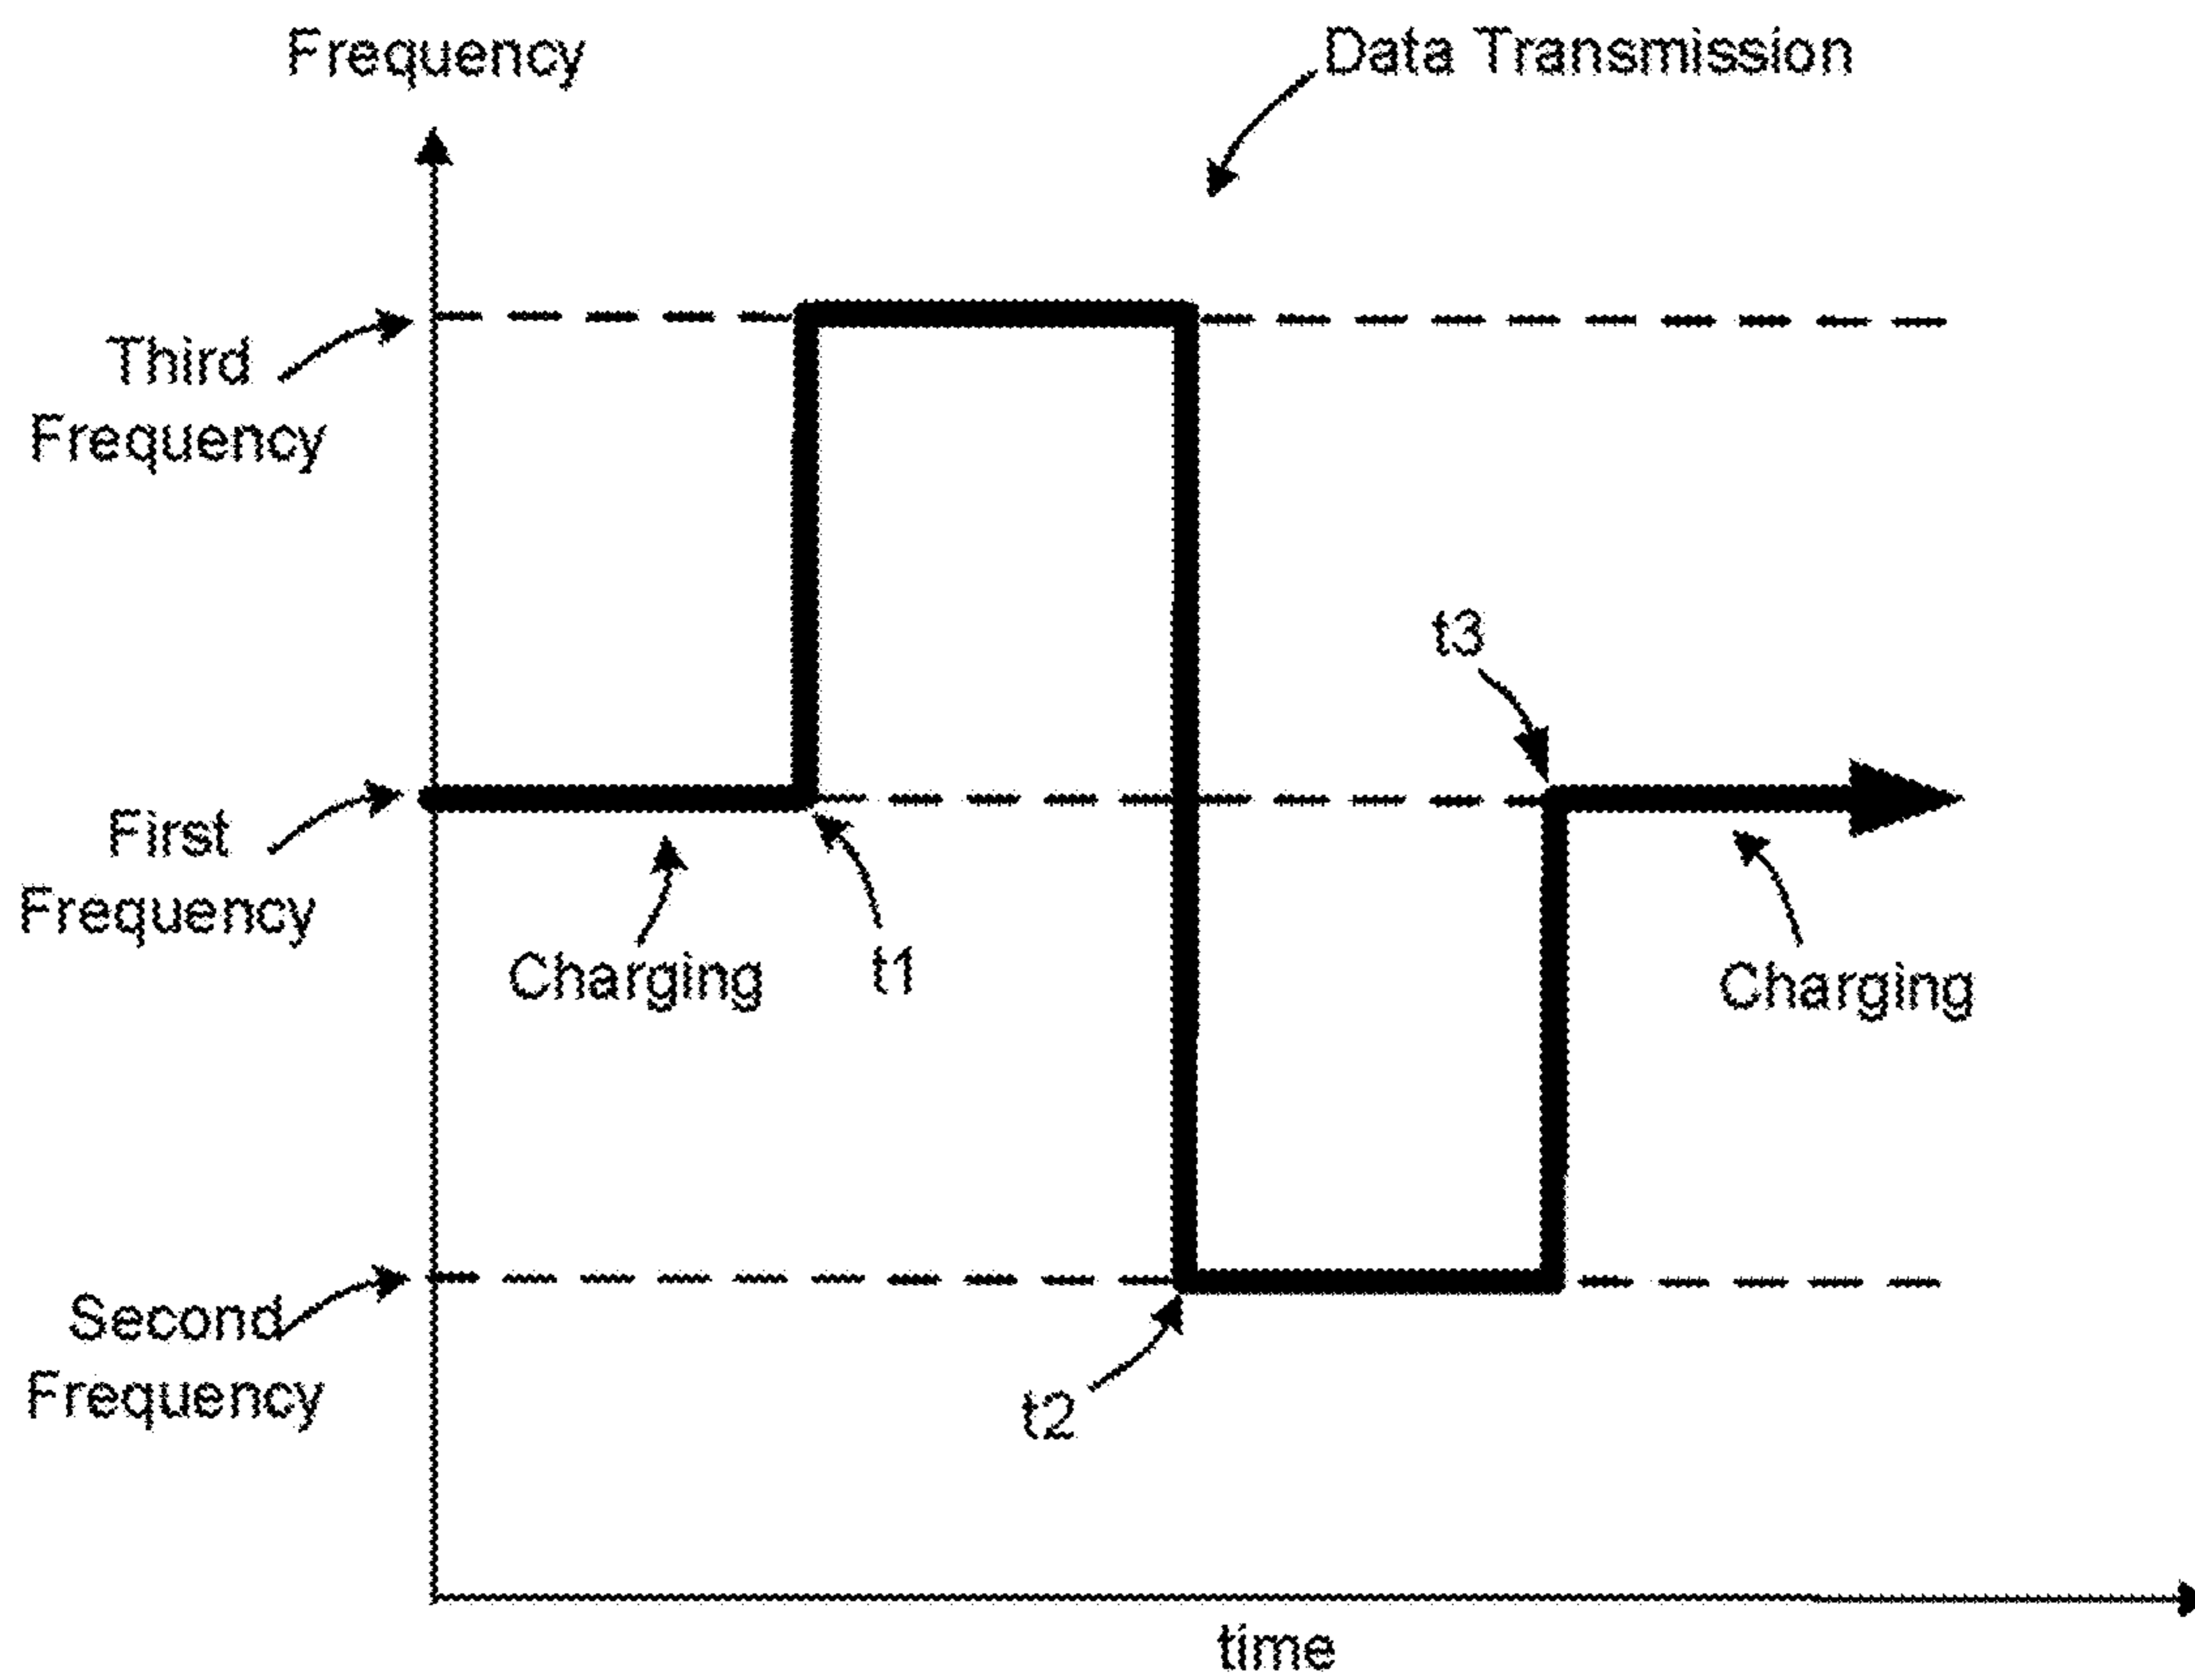 Frequency
Data Transmission
Third
Frequency
t3
First
Frequency
Charging
t1
Charging
Second
Frequency
t2
time